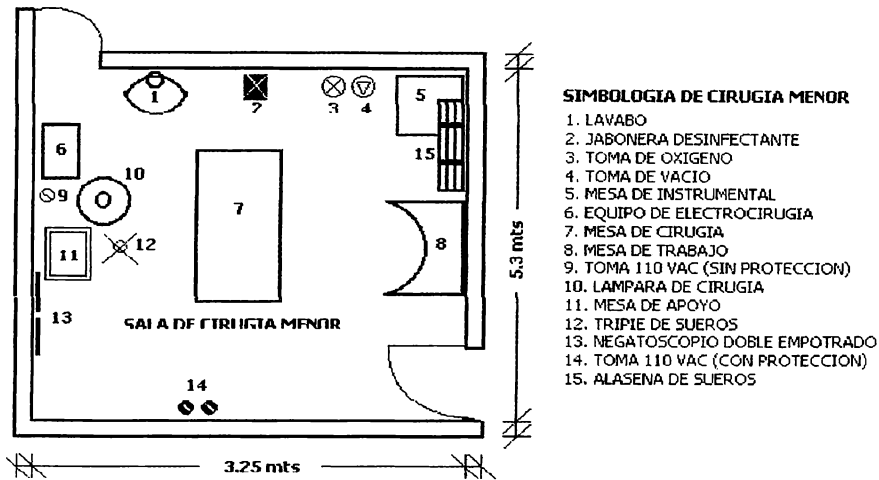 1
2
3
4
5
6
10
9
15
7
11
12
8
13
SALA DE CIRUGIA MENOR
14
5.3 mts
3.25 mts
SIMBOLOGIA DE CIRUGIA MENOR
1. LAVABO
2. JABONERA DESINFECTANTE
3. TOMA DE OXIGENO
4. TOMA DE VACIO
5. MESA DE INSTRUMENTAL
6. EQUIPO DE ELECTROCIRUGIA
7. MESA DE CIRUGIA
8. MESA DE TRABAJO
9. TOMA 110 VAC (SIN PROTECCION)
10. LAMPARA DE CIRUGIA
11. MESA DE APOYO
12. TRIPIE DE SUEROS
13. NEGATOSCOPIO DOBLE EMPOTRADO
14. TOMA 110 VAC (CON PROTECCION)
15. ALASENA DE SUEROS